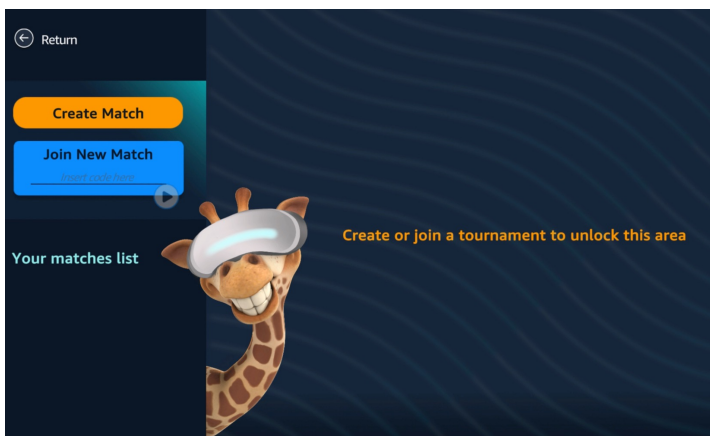 Return
Create Match
Join New Match
Insert code here
Your matches list
Create or join a tournament to unlock this area